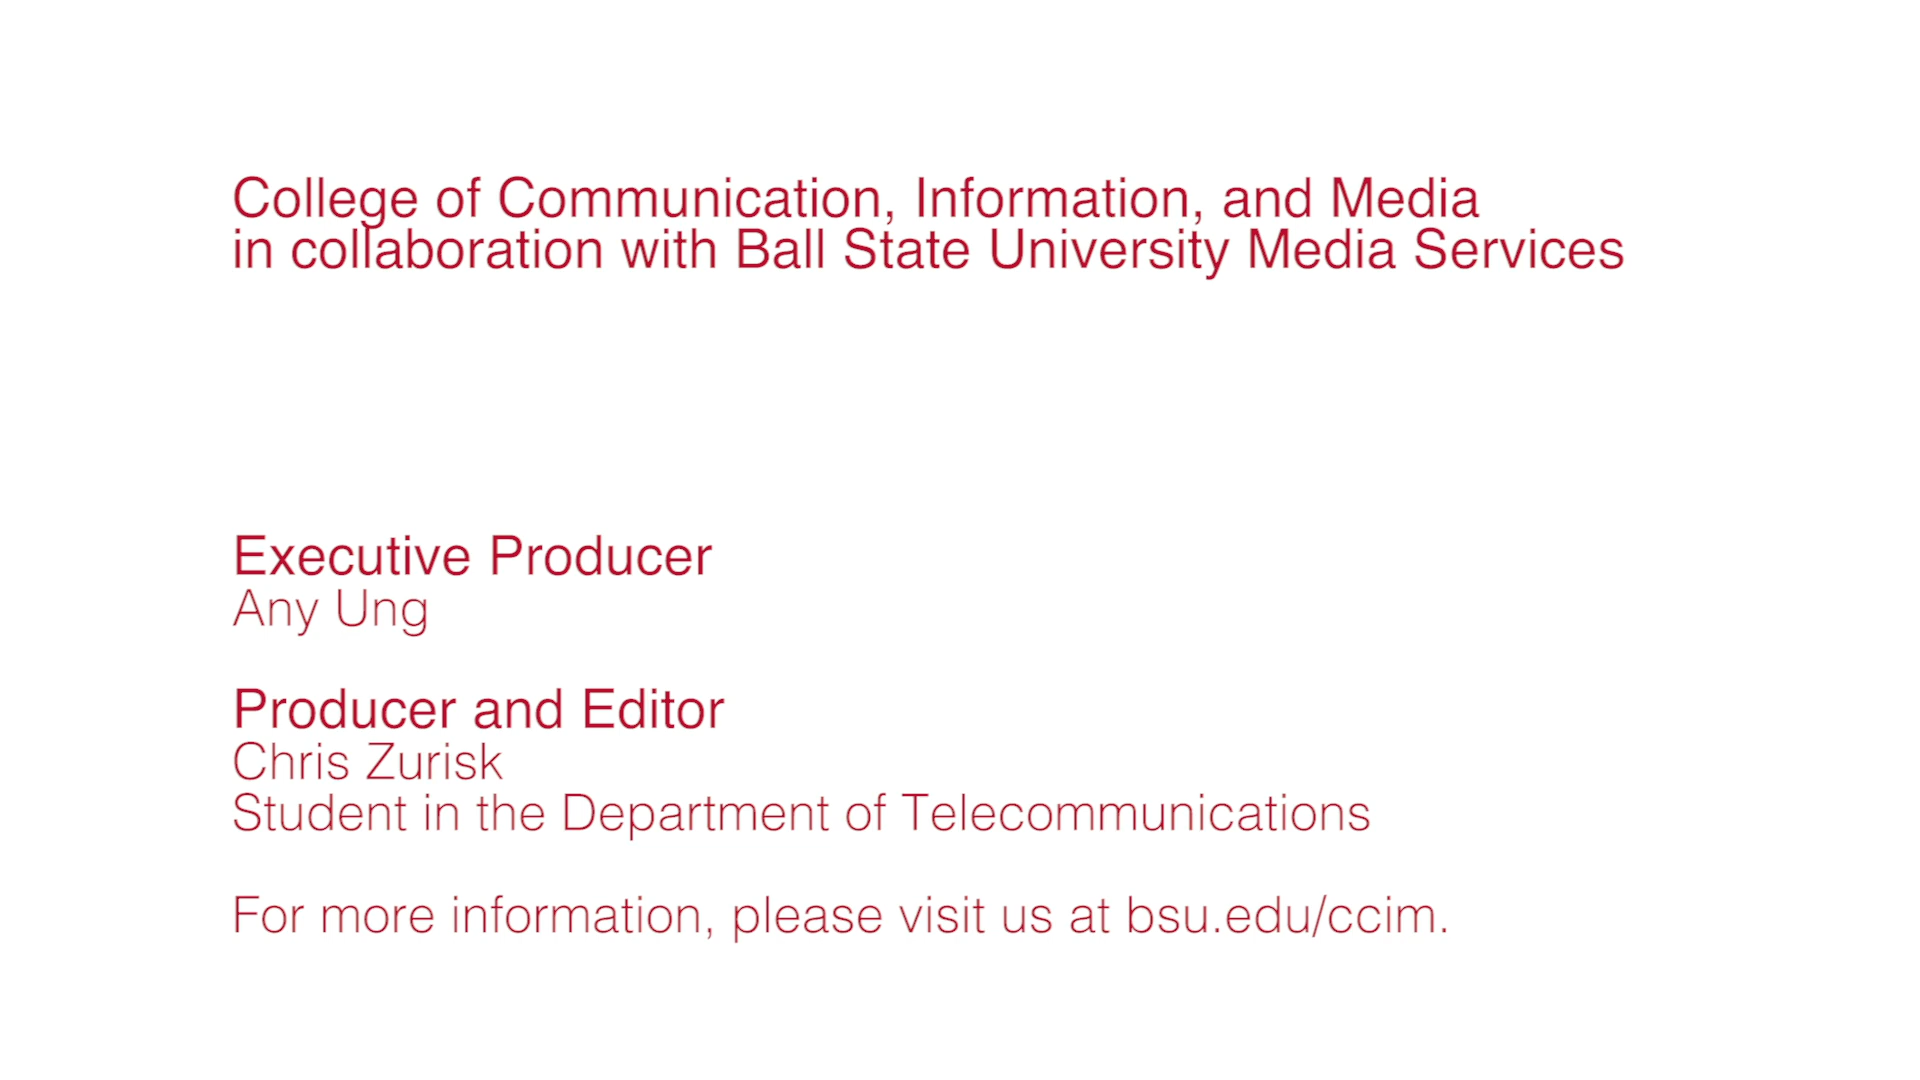 College of Communication, Information, and Media
in collaboration with Ball State University Media Services
Executive Producer
Any Ung
Producer and Editor
Chris Zurisk
Student in the Department of Telecommunications
For more information, please visit us at bsu.edu/ccim.